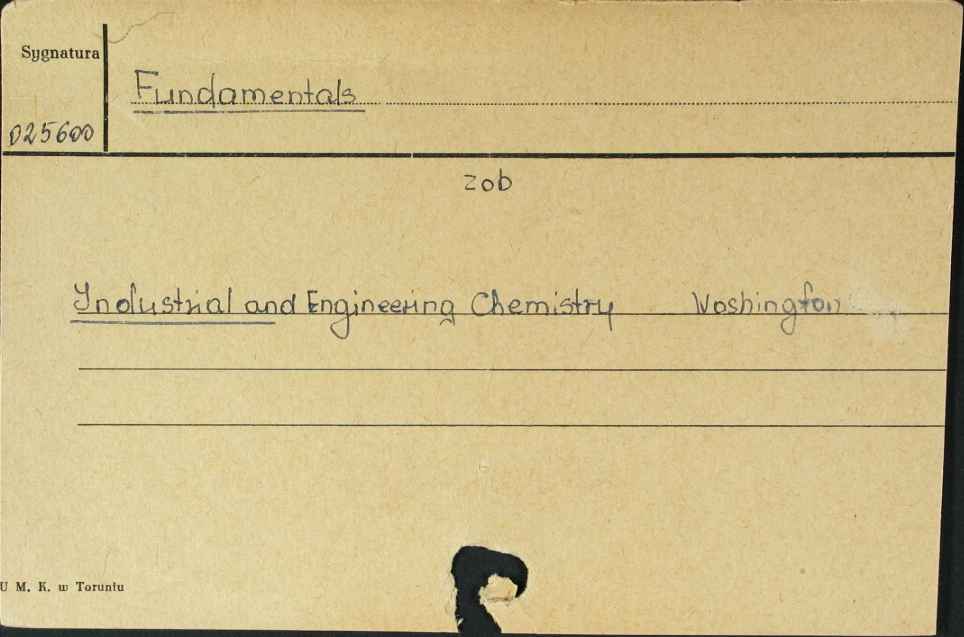 Sygnatura
Fundamentals
025600
zob
Industrial and Engineering Chemistry Washington
U M. K. w Toruniu